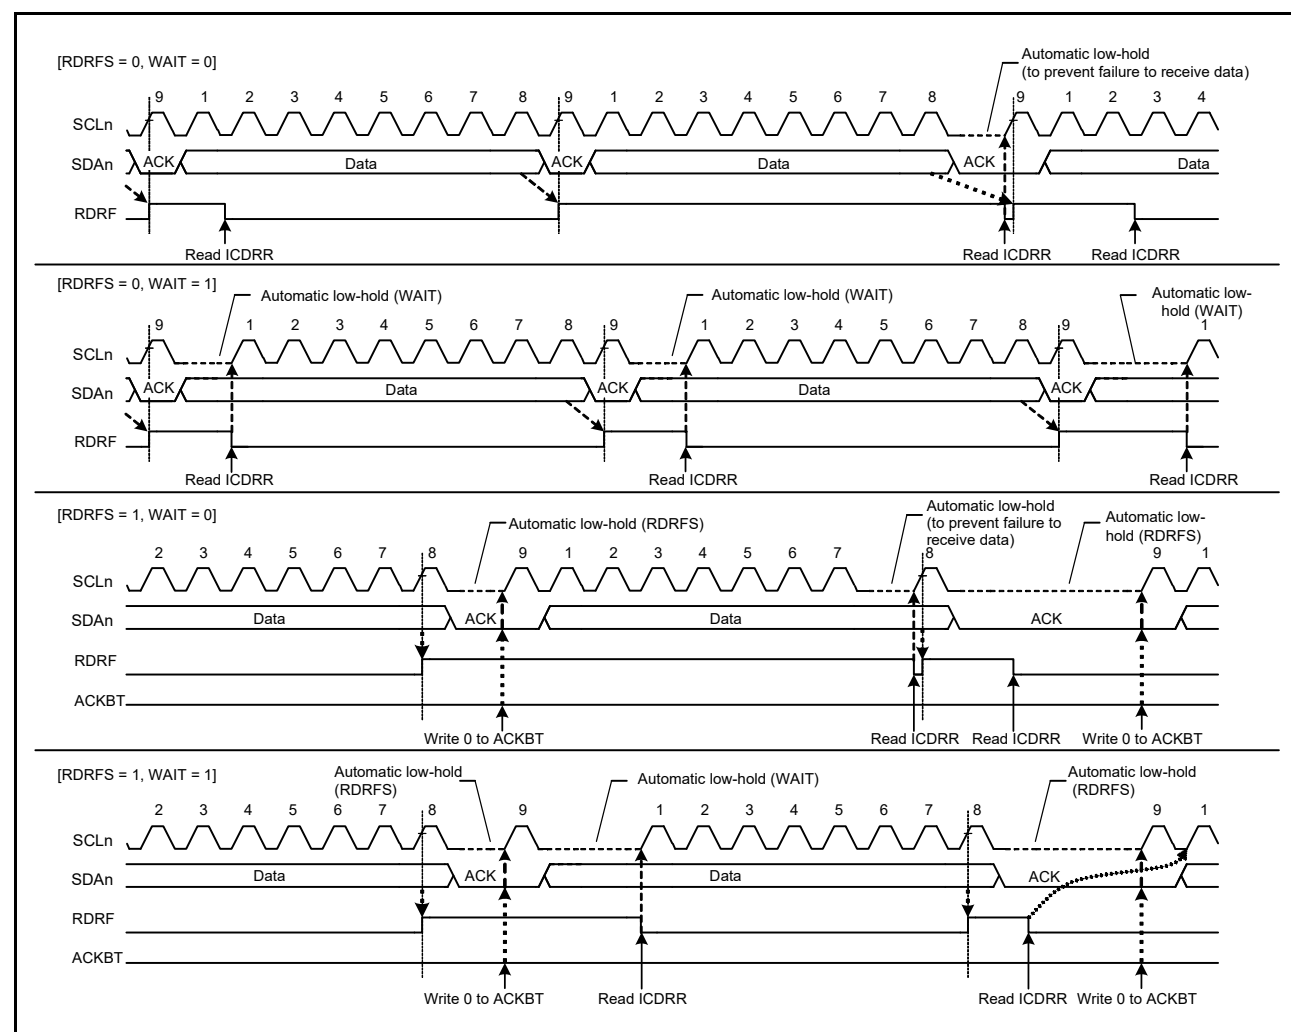 [RDRFS = 0, WAIT = 0]
Automatic low-hold
(to prevent failure to receive data)
9 1 2 3 4 5 6 7 8 9 1 2 3 4 5 6 7 8 9 1 2 3 4
SCLn
SDAn ACK Data ACK Data ACK Data
RDRF
Read ICDRR Read ICDRR Read ICDRR
[RDRFS = 0, WAIT = 1]
Automatic low-hold (WAIT) Automatic low-hold (WAIT) Automatic low-
hold (WAIT)
9 1 2 3 4 5 6 7 8 9 1 2 3 4 5 6 7 8 9 1
SCLn
SDAn ACK Data ACK Data ACK
RDRF
Read ICDRR Read ICDRR Read ICDRR
[RDRFS = 1, WAIT = 0]
Automatic low-hold (RDRFS)
Automatic low-hold
(to prevent failure to
receive data)
Automatic low-
hold (RDRFS)
2 3 4 5 6 7 8 9 1 2 3 4 5 6 7 8 9 1
SCLn
SDAn Data ACK Data ACK
RDRF
ACKBT
Write 0 to ACKBT Read ICDRR Read ICDRR Write 0 to ACKBT
[RDRFS = 1, WAIT = 1]
Automatic low-hold
(RDRFS)
Automatic low-hold (WAIT)
Automatic low-hold
(RDRFS)
2 3 4 5 6 7 8 9 1 2 3 4 5 6 7 8 9 1
SCLn
SDAn Data ACK Data ACK
RDRF
ACKBT
Write 0 to ACKBT Read ICDRR Read ICDRR Write 0 to ACKBT